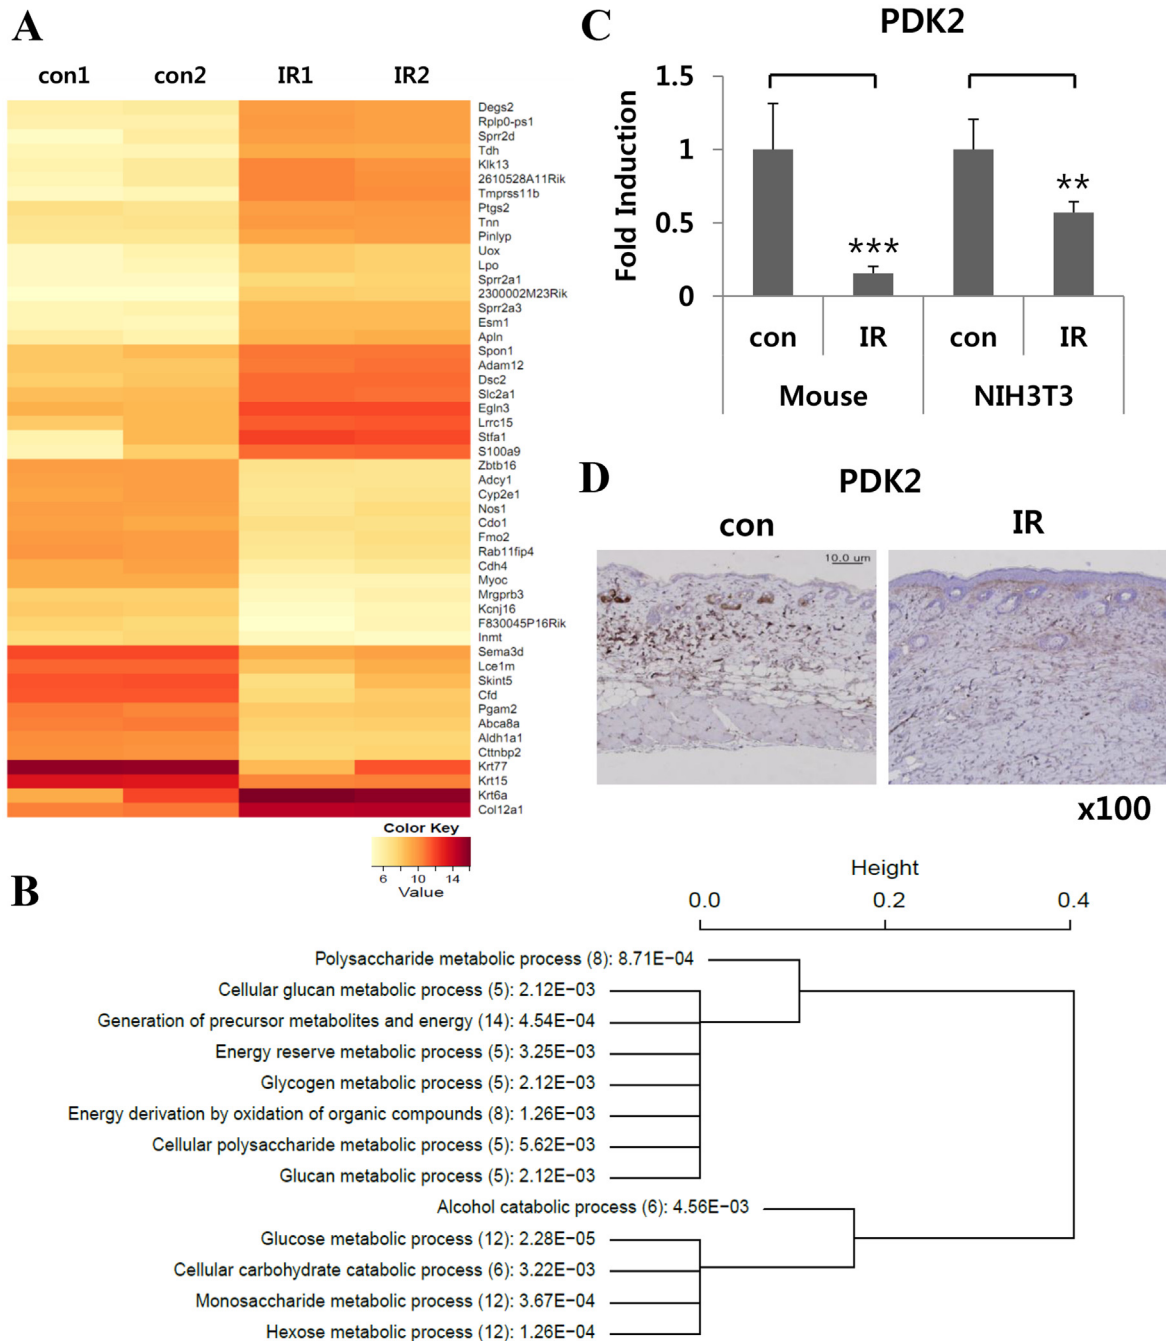 A
con1 con2 IR1 IR2
Degs2
Rplp0-ps1
Sprr2d
Tdh
Klk13
2610528A11Rik
Tmprss11b
Ptgs2
Tnn
Pinlyp
Uox
Lpo
Sprr2a1
2300002M23Rik
Sprr2a3
Esm1
Apln
Spon1
Adam12
Dsc2
Slc2a1
Egln3
Lrrc15
Stfa1
S100a9
Zbtb16
Adcy1
Cyp2e1
Nos1
Cdo1
Fmo2
Rab11fip4
Cdh4
Myoc
Mrgprb3
Kcnj16
F830045P16Rik
Inmt
Sema3d
Lce1m
Skint5
Cfd
Pgam2
Abca8a
Aldh1a1
Cttnbp2
Krt77
Krt15
Krt6a
Col12a1
Color Key
6 10 14
Value
C
PDK2
Fold Induction
1.5
1
0.5
0
*** **
con IR con IR
Mouse NIH3T3
D
PDK2
con IR
10.0 um
x100
B
Height
0.0 0.2 0.4
Polysaccharide metabolic process (8): 8.71E−04
Cellular glucan metabolic process (5): 2.12E−03
Generation of precursor metabolites and energy (14): 4.54E−04
Energy reserve metabolic process (5): 3.25E−03
Glycogen metabolic process (5): 2.12E−03
Energy derivation by oxidation of organic compounds (8): 1.26E−03
Cellular polysaccharide metabolic process (5): 5.62E−03
Glucan metabolic process (5): 2.12E−03
Alcohol catabolic process (6): 4.56E−03
Glucose metabolic process (12): 2.28E−05
Cellular carbohydrate catabolic process (6): 3.22E−03
Monosaccharide metabolic process (12): 3.67E−04
Hexose metabolic process (12): 1.26E−04